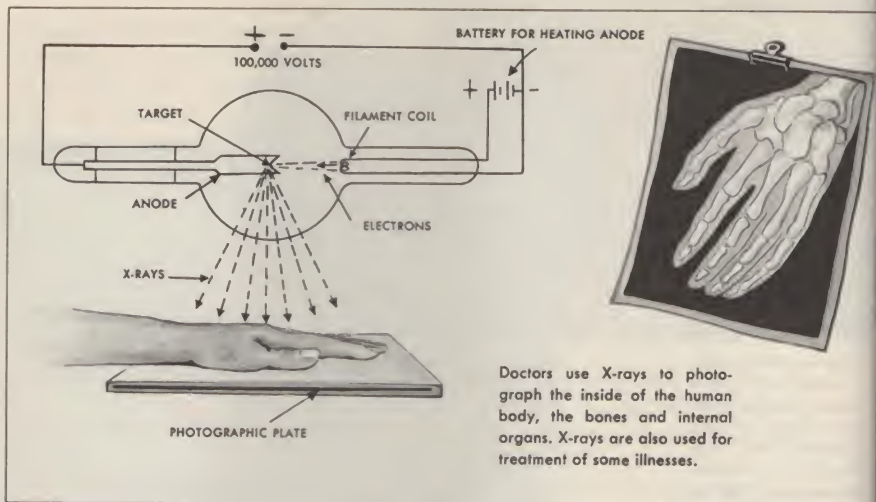 + -
100,000 VOLTS
BATTERY FOR HEATING ANODE
+ -
TARGET
FILAMENT COIL
ANODE
ELECTRONS
X-RAYS
PHOTOGRAPHIC PLATE
Doctors use X-rays to photo-
graph the inside of the human
body, the bones and internal
organs. X-rays are also used for
treatment of some illnesses.